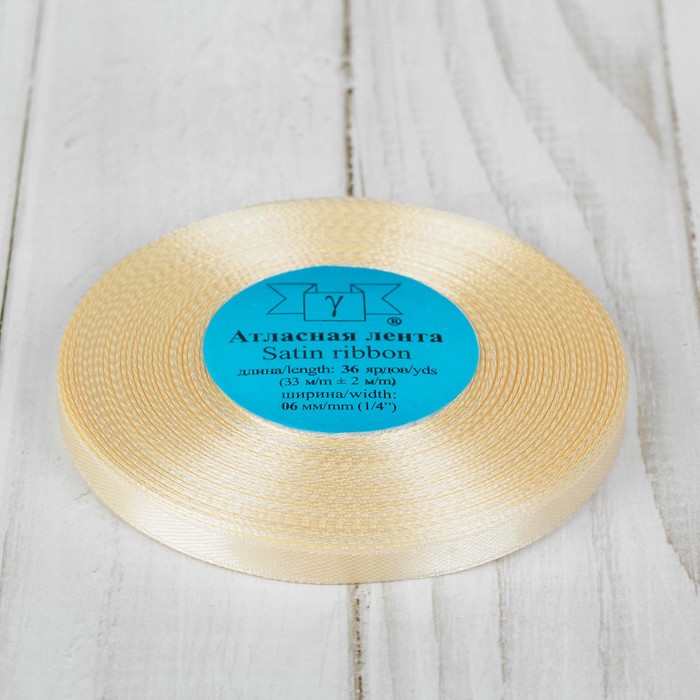 γ
®
Атласная лента
Satin ribbon
длина/length: 36 ярдов/yds
(33 м/m ± 2 м/m)
ширина/width:
06 мм/mm (1/4”)